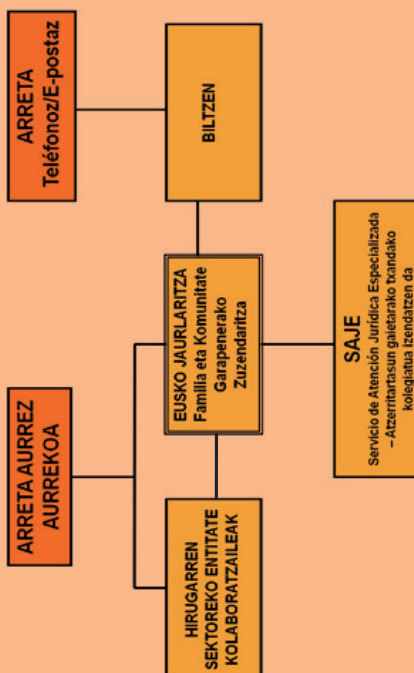 ARRETA AURREZ
AURREKOA
ARRETA
Teléfonoz/E-postaz
HIRUGARREN
SEKTOREKO ENTITATE
KOLABORATZAILEAK
EUSKO JAURLARITZA
Familia eta Komunitate
Garapenerako
Zuzendaritza
BILTZEN
SAJE
Servicio de Atención Jurídica Especializada
– Atzerritartasun gaietarako txandako
kolegiatua izendatzen da